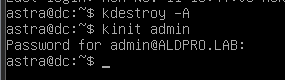 astra@dc:~$ kdestroy -A
astra@dc:~$ kinit admin
Password for admin@ALDPRO.LAB:
astra@dc:~$ _